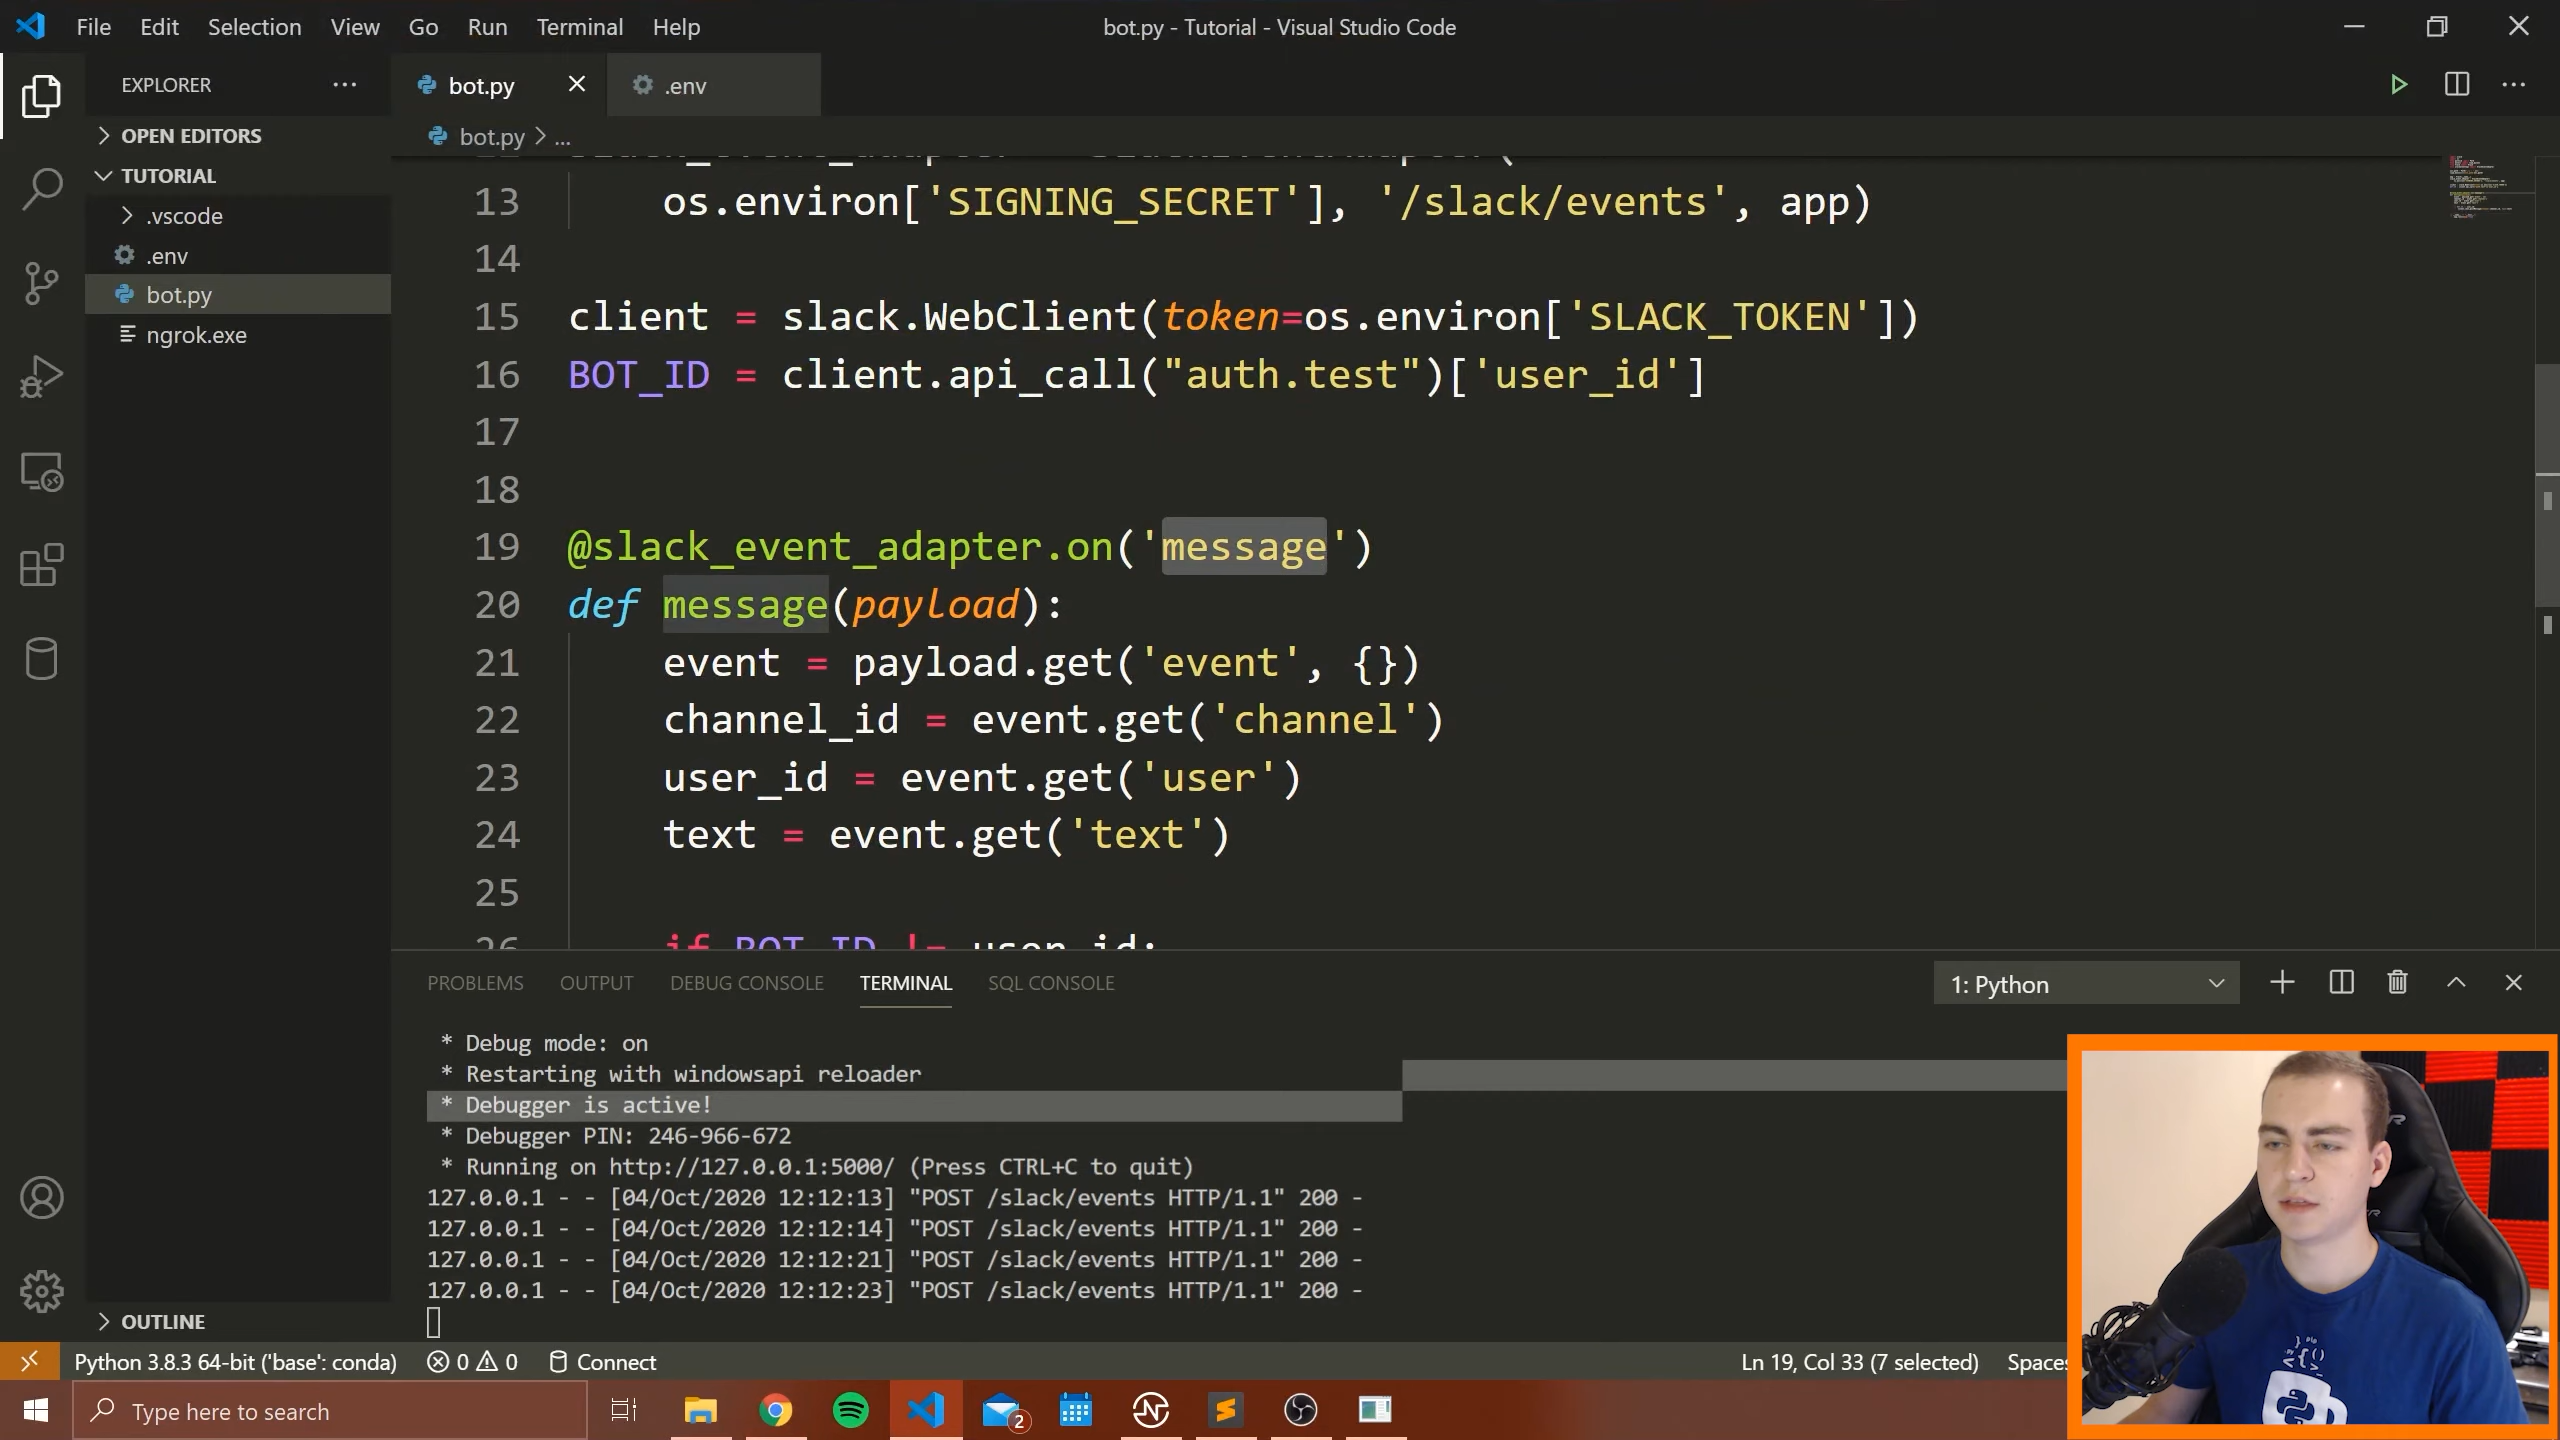 File Edit Selection View Go Run Terminal Help
bot.py - Tutorial - Visual Studio Code
EXPLORER
bot.py
.env
OPEN EDITORS
bot.py > ...
TUTORIAL
.vscode
.env
bot.py
ngrok.exe
OUTLINE
13 os.environ['SIGNING_SECRET'], '/slack/events', app)
14
15 client = slack.WebClient(token=os.environ['SLACK_TOKEN'])
16 BOT_ID = client.api_call("auth.test")['user_id']
17
18
19 @slack_event_adapter.on('message')
20 def message(payload):
21 event = payload.get('event', {})
22 channel_id = event.get('channel')
23 user_id = event.get('user')
24 text = event.get('text')
25
26 if BOT_ID != user_id:
PROBLEMS OUTPUT DEBUG CONSOLE TERMINAL SQL CONSOLE
1: Python
* Debug mode: on
* Restarting with windowsapi reloader
* Debugger is active!
* Debugger PIN: 246-966-672
* Running on http://127.0.0.1:5000/ (Press CTRL+C to quit)
127.0.0.1 - - [04/Oct/2020 12:12:13] "POST /slack/events HTTP/1.1" 200 -
127.0.0.1 - - [04/Oct/2020 12:12:14] "POST /slack/events HTTP/1.1" 200 -
127.0.0.1 - - [04/Oct/2020 12:12:21] "POST /slack/events HTTP/1.1" 200 -
127.0.0.1 - - [04/Oct/2020 12:12:23] "POST /slack/events HTTP/1.1" 200 -
Python 3.8.3 64-bit ('base': conda) 0 0 Connect
Ln 19, Col 33 (7 selected) Spaces
Type here to search
2